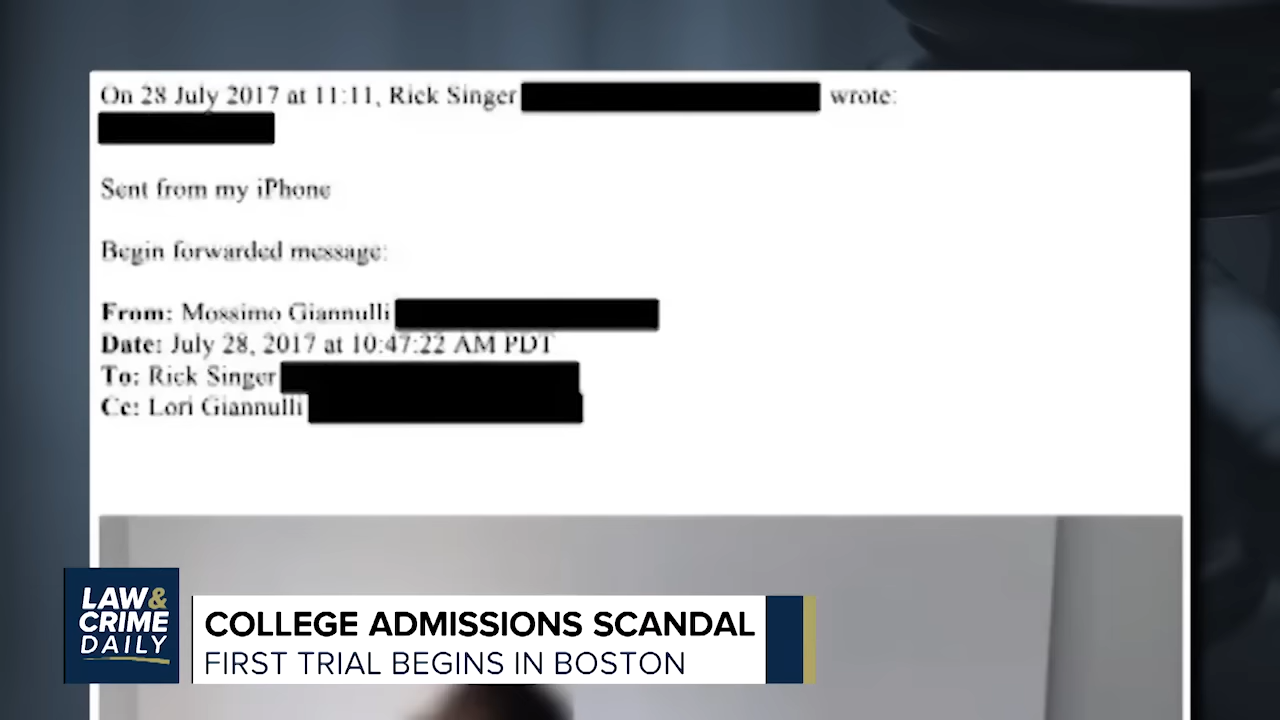 On 28 July 2017 at 11:11, Rick Singer wrote:
Sent from my iPhone
Begin forwarded message:
From: Mossimo Giannulli
Date: July 28, 2017 at 10:47:22 AM PDT
To: Rick Singer
Cc: Lori Giannulli
LAW&
CRIME
DAILY
COLLEGE ADMISSIONS SCANDAL
FIRST TRIAL BEGINS IN BOSTON